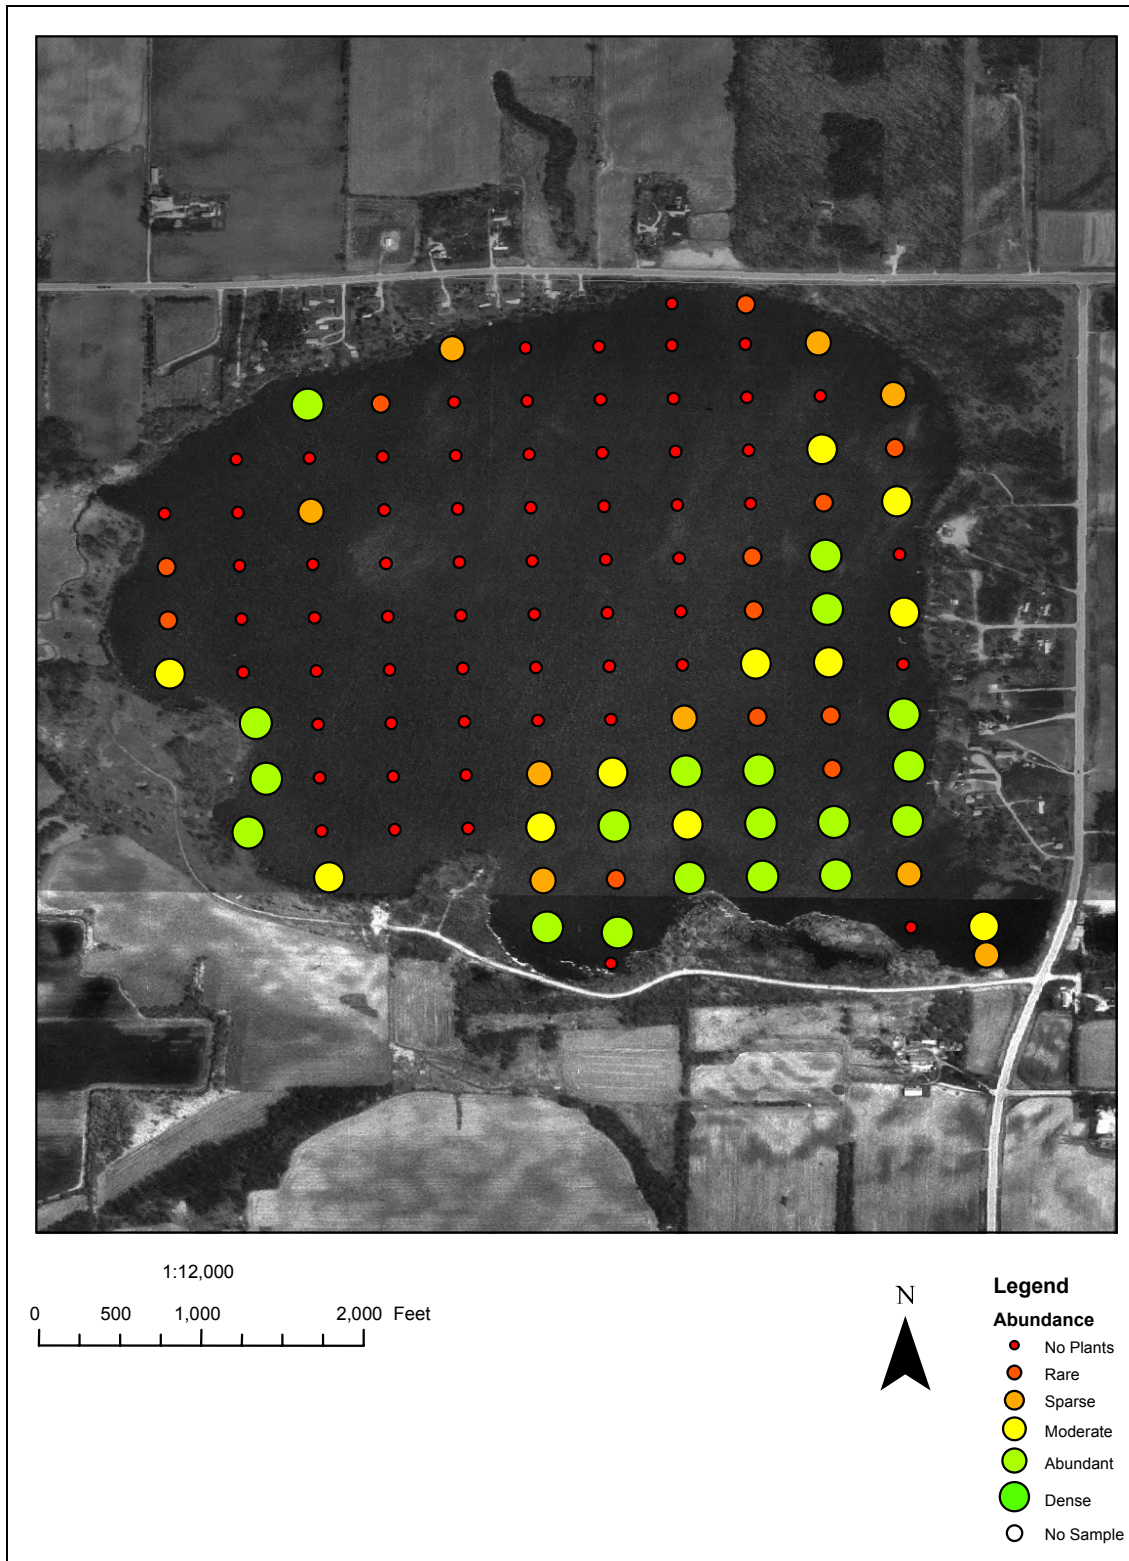 1:12,000
0 500 1,000 2,000 Feet
N
Legend
Abundance
No Plants
Rare
Sparse
Moderate
Abundant
Dense
No Sample